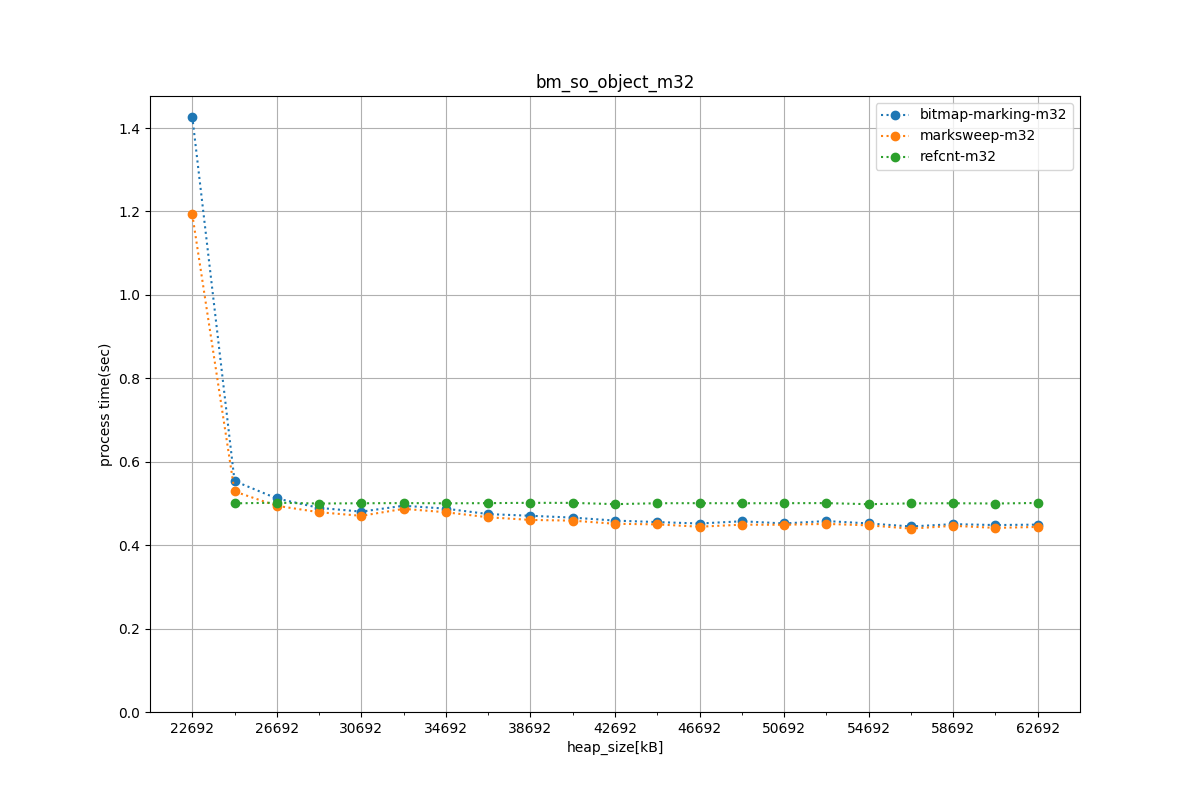 bm_so_object_m32
bitmap-marking-m32
marksweep-m32
refcnt-m32
process time(sec)
1.4
1.2
1.0
0.8
0.6
0.4
0.2
0.0
22692 26692 30692 34692 38692 42692 46692 50692 54692 58692 62692
heap_size[kB]